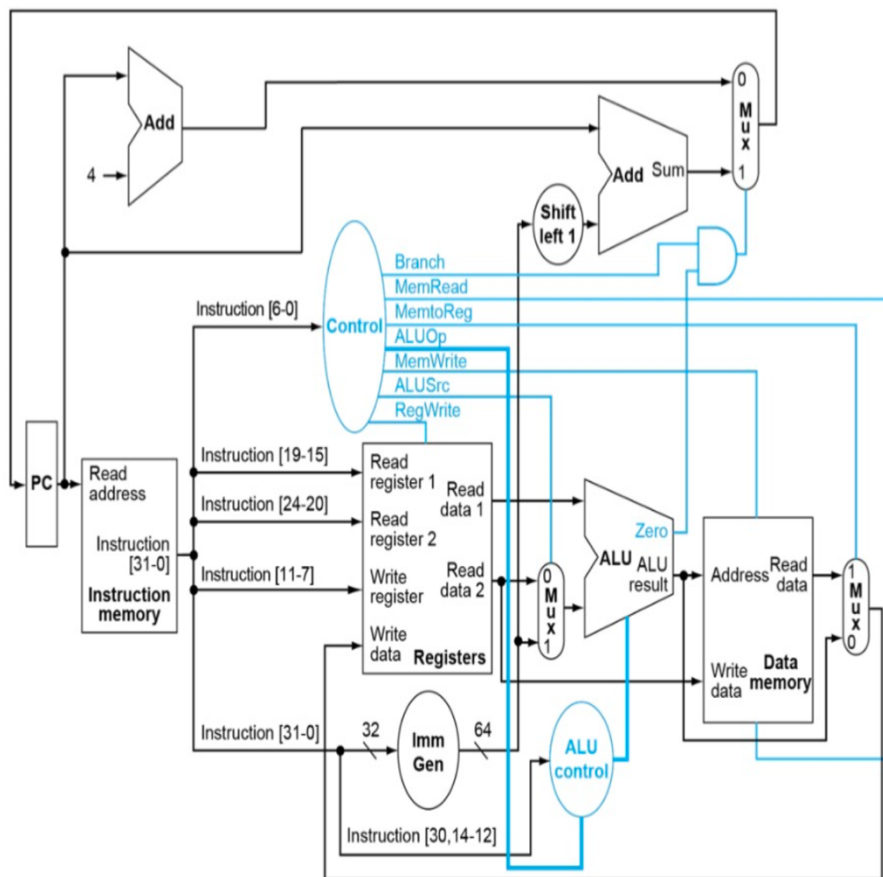 Add
4
0
M
u
x
1
Add
Sum
Shift
left 1
Branch
MemRead
MemtoReg
ALUOp
MemWrite
ALUSrc
RegWrite
Control
Instruction [6-0]
PC
Read
address
Instruction
[31-0]
Instruction
memory
Instruction [19-15]
Instruction [24-20]
Instruction [11-7]
Read
register 1
Read
register 2
Write
register
Write
data
Read
data 1
Read
data 2
Registers
0
M
u
x
1
Zero
ALU
ALU
result
Address
Read
data
Write
data
Data
memory
1
M
u
x
0
Instruction [31-0]
32
Imm
Gen
64
ALU
control
Instruction [30,14-12]